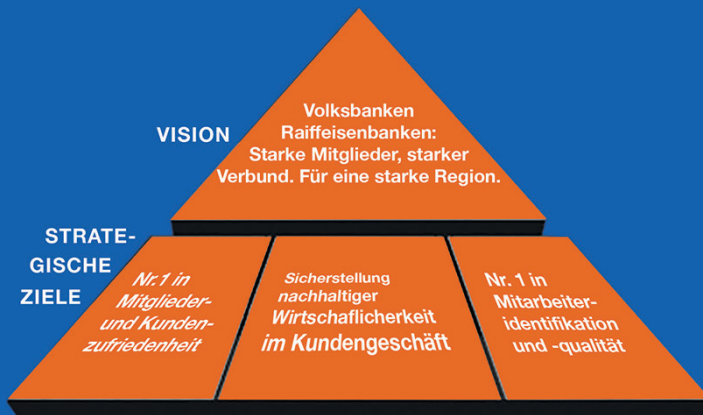 VISION
Volksbanken
Raiffeisenbanken:
Starke Mitglieder, starker
Verbund. Für eine starke Region.
STRATE-
GISCHE
ZIELE
Nr.1 in
Mitglieder-
und Kunden-
zufriedenheit
Sicherstellung
nachhaltiger
Wirtschaflicherkeit
im Kundengeschäft
Nr. 1 in
Mitarbeiter-
identifikation
und -qualität